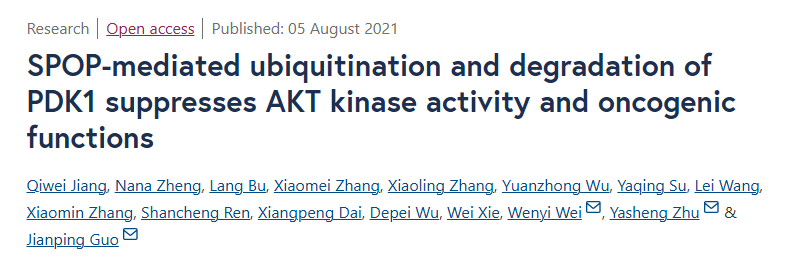 Research | Open access | Published: 05 August 2021
SPOP-mediated ubiquitination and degradation of
PDK1 suppresses AKT kinase activity and oncogenic
functions
Qiwei Jiang, Nana Zheng, Lang Bu, Xiaomei Zhang, Xiaoling Zhang, Yuanzhong Wu, Yaqing Su, Lei Wang,
Xiaomin Zhang, Shancheng Ren, Xiangpeng Dai, Depei Wu, Wei Xie, Wenyi Wei, Yasheng Zhu &
Jianping Guo